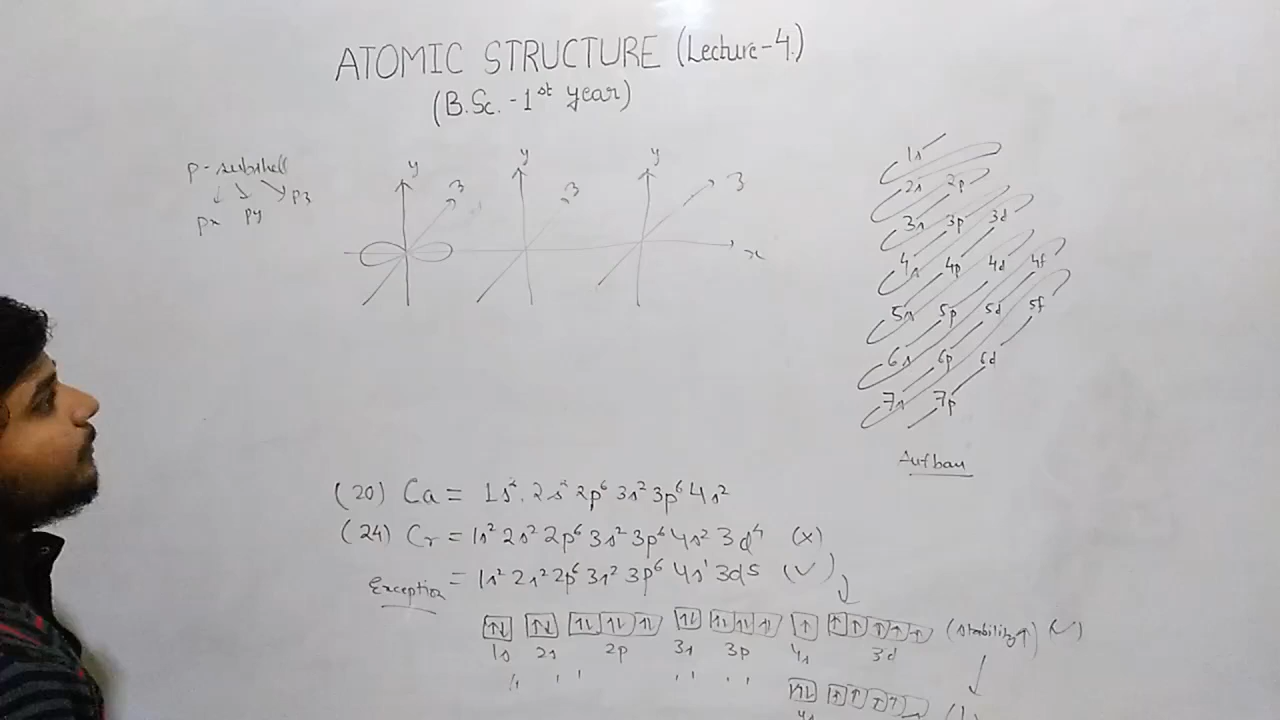 ATOMIC STRUCTURE (Lecture-4.)
(B.Sc. - 1st year)
p-subshell
px py pz
y z
y z
y z x
1s
2s 2p
3s 3p 3d
4s 4p 4d 4f
5s 5p 5d 5f
6s 6p 6d
7s 7p
Aufbau
(20) Ca = 1s² 2s² 2p⁶ 3s² 3p⁶ 4s²
(24) Cr = 1s² 2s² 2p⁶ 3s² 3p⁶ 4s² 3d⁴ (x)
Exception = 1s² 2s² 2p⁶ 3s² 3p⁶ 4s¹ 3d5 (✓)
↑↓ ↑↓ ↑↓ ↑↓ ↑↓ ↑↓ ↑↓ ↑↓ ↑↓ ↑ ↑ ↑ ↑ ↑ ↑ (stability↑) (✓)
1s 2s 2p 3s 3p 4s 3d
" " " " "
↑↓ ↑ ↑ ↑ ↑
4s